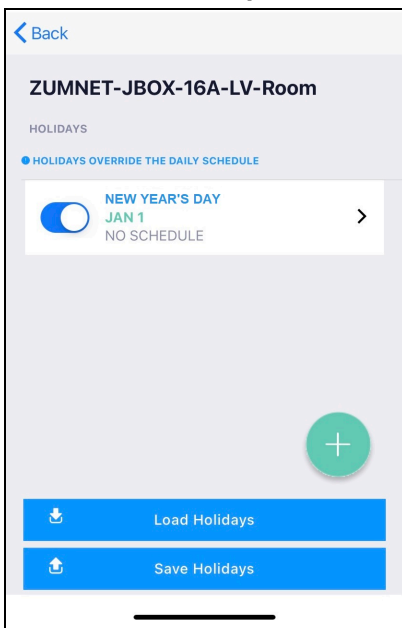 Back
ZUMNET-JBOX-16A-LV-Room
HOLIDAYS
HOLIDAYS OVERRIDE THE DAILY SCHEDULE
NEW YEAR'S DAY
JAN 1
NO SCHEDULE
Load Holidays
Save Holidays